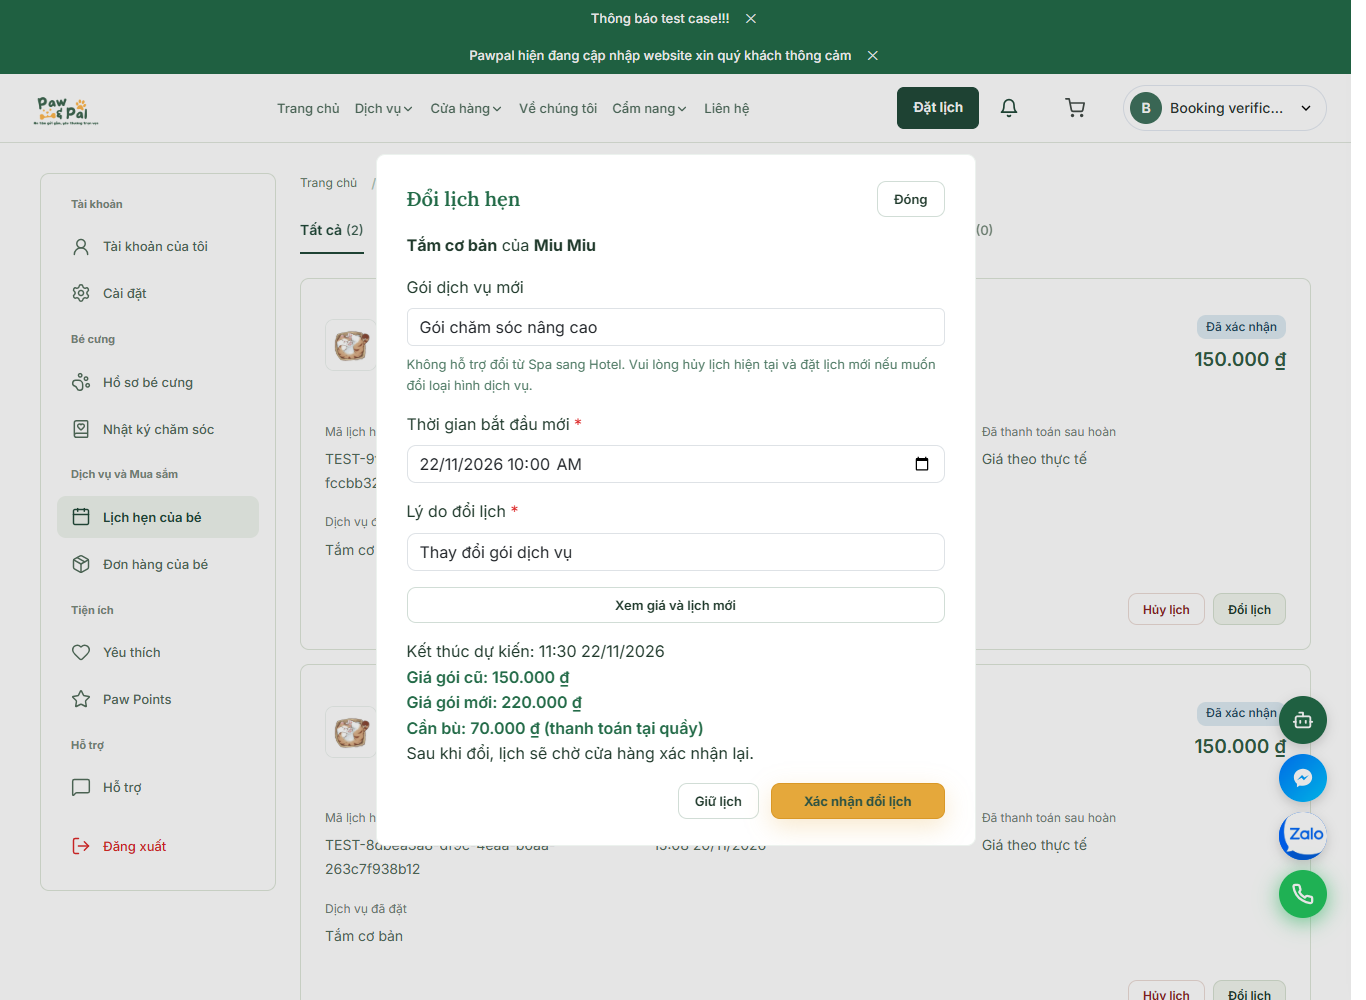 Thông báo test case!!!
Pawpal hiện đang cập nhập website xin quý khách thông cảm
Paw Pal
Trang chủ
Dịch vụ
Cửa hàng
Về chúng tôi
Cẩm nang
Liên hệ
Đặt lịch
B
Booking verific...
Tài khoản
Tài khoản của tôi
Cài đặt
Bé cưng
Hồ sơ bé cưng
Nhật ký chăm sóc
Dịch vụ và Mua sắm
Lịch hẹn của bé
Đơn hàng của bé
Tiện ích
Yêu thích
Paw Points
Hỗ trợ
Hỗ trợ
Đăng xuất
Trang chủ /
Tất cả (2)
(0)
Đổi lịch hẹn
Đóng
Tắm cơ bản của Miu Miu
Gói dịch vụ mới
Gói chăm sóc nâng cao
Không hỗ trợ đổi từ Spa sang Hotel. Vui lòng hủy lịch hiện tại và đặt lịch mới nếu muốn
đổi loại hình dịch vụ.
Thời gian bắt đầu mới *
22/11/2026 10:00 AM
Lý do đổi lịch *
Thay đổi gói dịch vụ
Xem giá và lịch mới
Kết thúc dự kiến: 11:30 22/11/2026
Giá gói cũ: 150.000 ₫
Giá gói mới: 220.000 ₫
Cần bù: 70.000 ₫ (thanh toán tại quầy)
Sau khi đổi, lịch sẽ chờ cửa hàng xác nhận lại.
Giữ lịch
Xác nhận đổi lịch
Đã xác nhận
150.000 ₫
Mã lịch h
fccbb32
Dịch vụ đ
Tắm cơ
Đã thanh toán sau hoàn
Giá theo thực tế
Hủy lịch
Đổi lịch
Đã xác nhận
150.000 ₫
Mã lịch h
263c7f938b12
Đã thanh toán sau hoàn
Giá theo thực tế
Dịch vụ đã đặt
Tắm cơ bản
Hủy lịch
Đổi lịch
Zalo